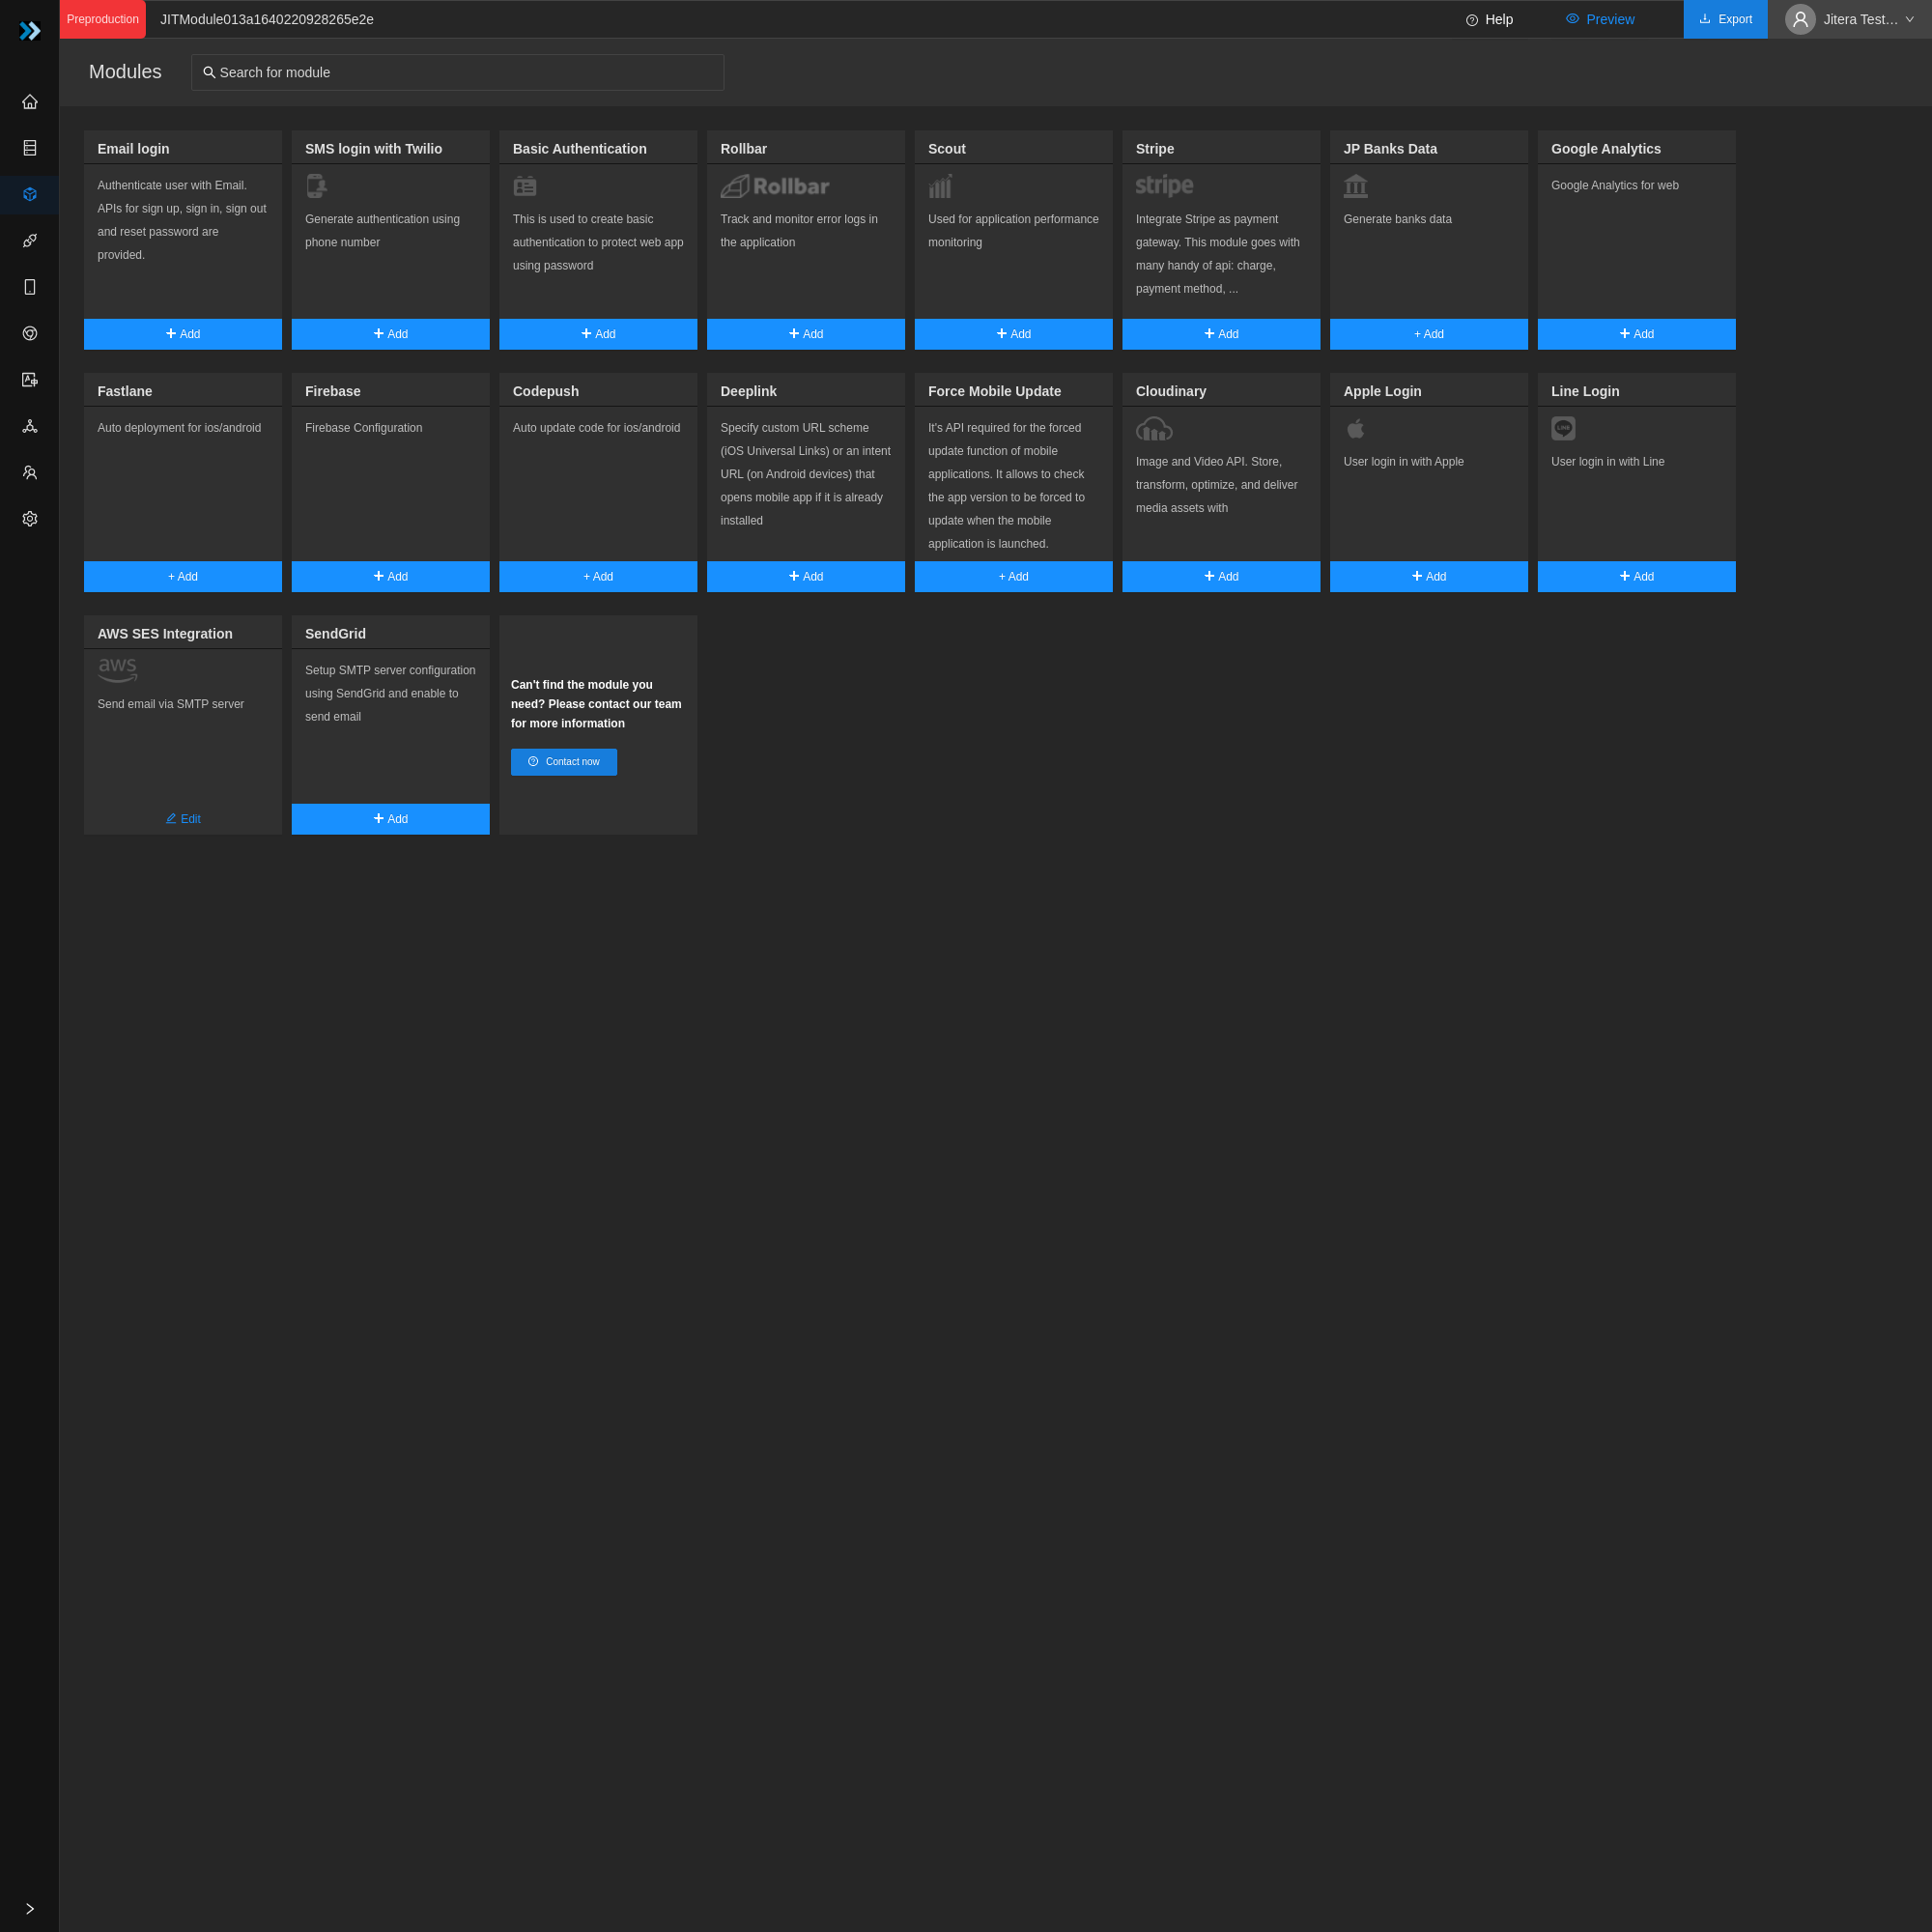 Preproduction
JITModule013a1640220928265e2e
Help
Preview
Export
Jitera Test…
Modules
Search for module
Email login
Authenticate user with Email.
APIs for sign up, sign in, sign out
and reset password are
provided.
Add
SMS login with Twilio
Generate authentication using
phone number
Add
Basic Authentication
This is used to create basic
authentication to protect web app
using password
Add
Rollbar
Rollbar
Track and monitor error logs in
the application
Add
Scout
Used for application performance
monitoring
Add
Stripe
stripe
Integrate Stripe as payment
gateway. This module goes with
many handy of api: charge,
payment method, ...
Add
JP Banks Data
Generate banks data
+ Add
Google Analytics
Google Analytics for web
Add
Fastlane
Auto deployment for ios/android
+ Add
Firebase
Firebase Configuration
Add
Codepush
Auto update code for ios/android
+ Add
Deeplink
Specify custom URL scheme
(iOS Universal Links) or an intent
URL (on Android devices) that
opens mobile app if it is already
installed
Add
Force Mobile Update
It's API required for the forced
update function of mobile
applications. It allows to check
the app version to be forced to
update when the mobile
application is launched.
+ Add
Cloudinary
Image and Video API. Store,
transform, optimize, and deliver
media assets with
Add
Apple Login
User login in with Apple
Add
Line Login
LINE
User login in with Line
Add
AWS SES Integration
aws
Send email via SMTP server
Edit
SendGrid
Setup SMTP server configuration
using SendGrid and enable to
send email
Add
Can't find the module you
need? Please contact our team
for more information
Contact now